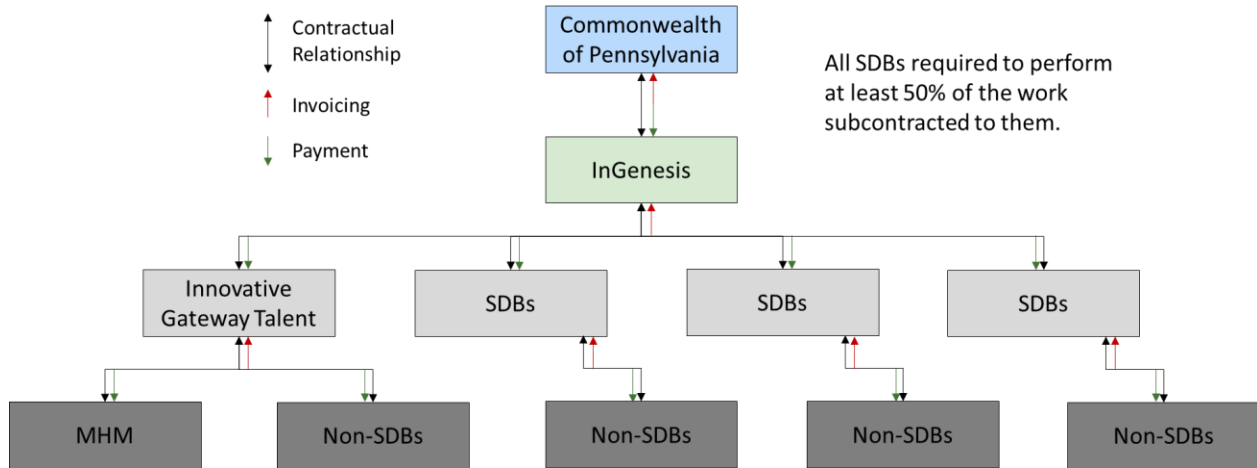 Contractual
Relationship
Invoicing
Payment
Commonwealth
of Pennsylvania
All SDBs required to perform
at least 50% of the work
subcontracted to them.
InGenesis
Innovative
Gateway Talent
SDBs
SDBs
SDBs
MHM
Non-SDBs
Non-SDBs
Non-SDBs
Non-SDBs